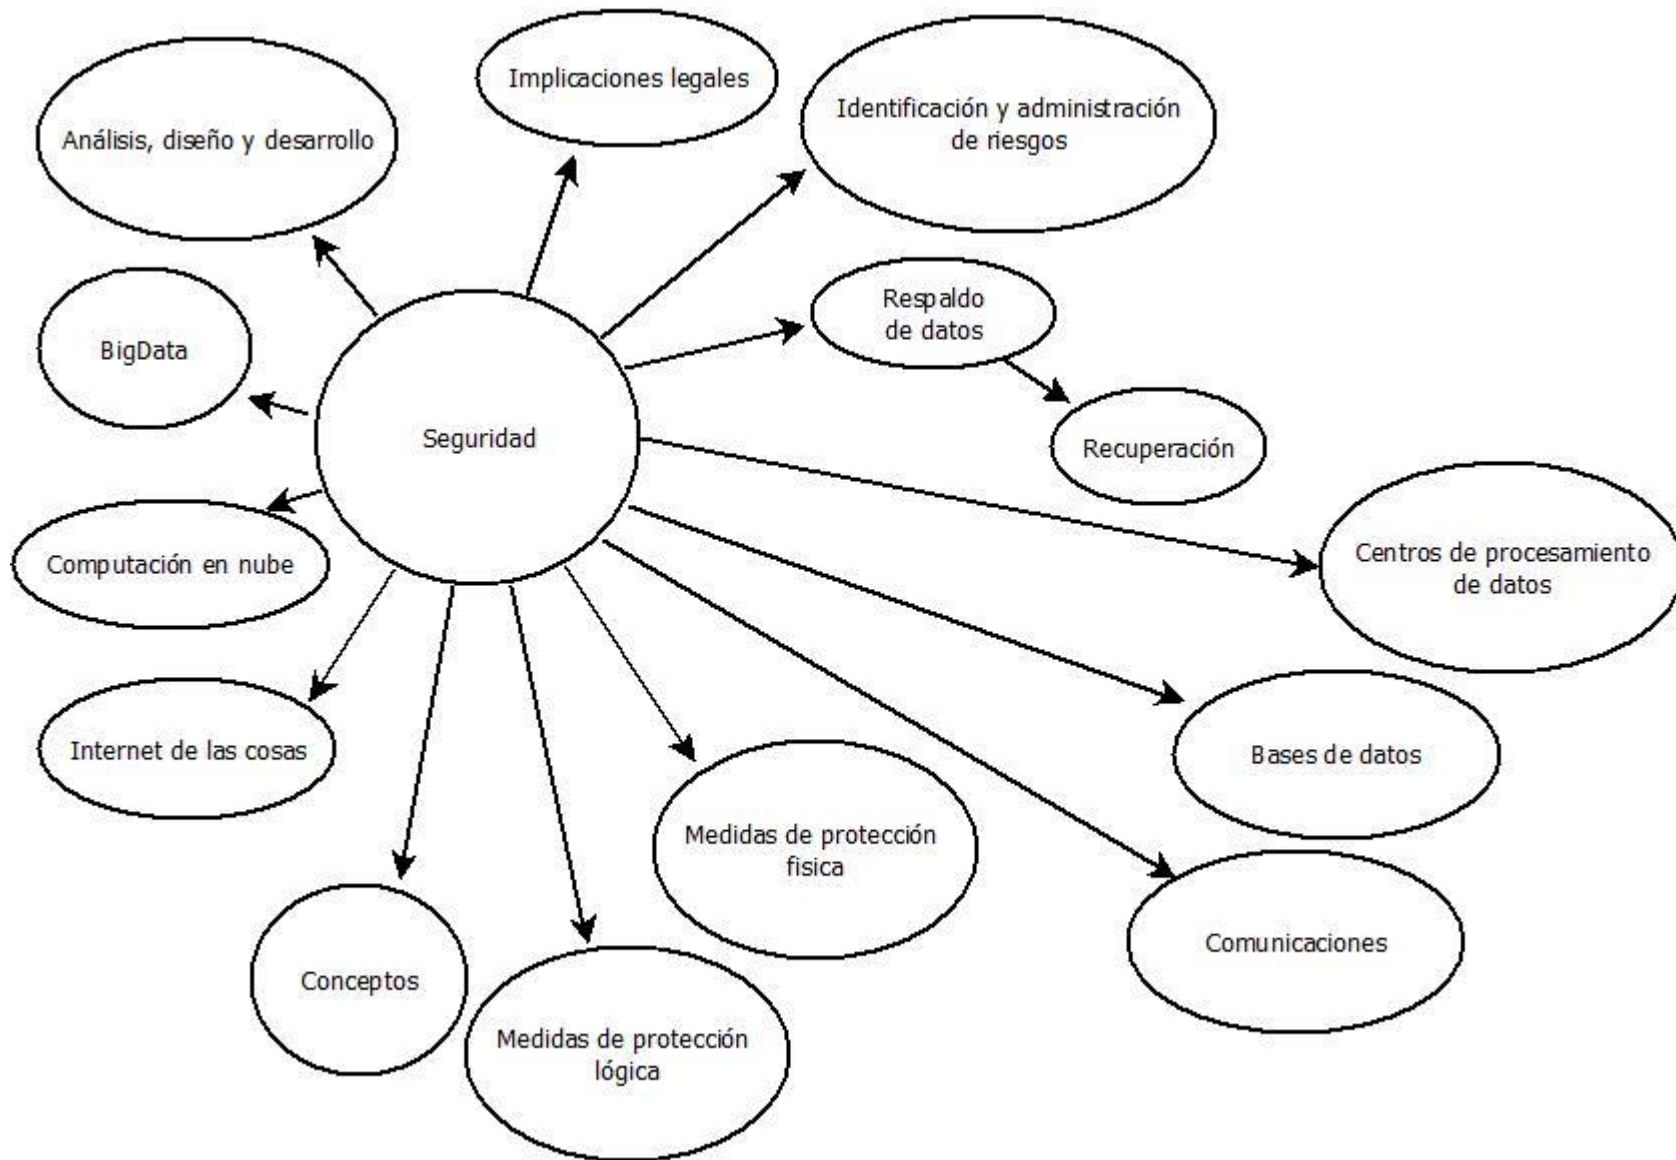 Implicaciones legales
Identificación y administración
de riesgos
Análisis, diseño y desarrollo
Respaldo
de datos
BigData
Seguridad
Recuperación
Centros de procesamiento
de datos
Computación en nube
Internet de las cosas
Bases de datos
Medidas de protección
fisica
Comunicaciones
Conceptos
Medidas de protección
lógica